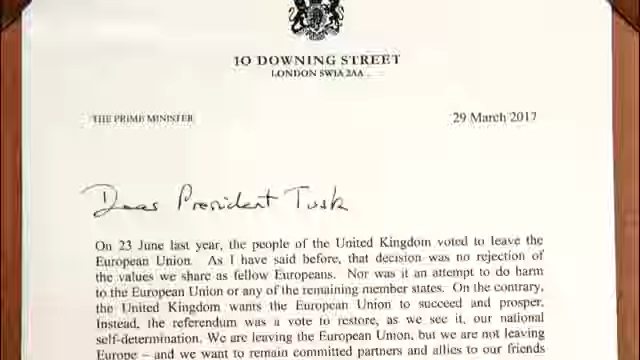 10 DOWNING STREET
LONDON SW1A 2AA
THE PRIME MINISTER
29 March 2017
Dear President Tusk
On 23 June last year, the people of the United Kingdom voted to leave the
European Union. As I have said before, that decision was no rejection of
the values we share as fellow Europeans. Nor was it an attempt to do harm
to the European Union or any of the remaining member states. On the contrary,
the United Kingdom wants the European Union to succeed and prosper.
Instead, the referendum was a vote to restore, as we see it, our national
self-determination. We are leaving the European Union, but we are not leaving
Europe – and we want to remain committed partners and allies to our friends